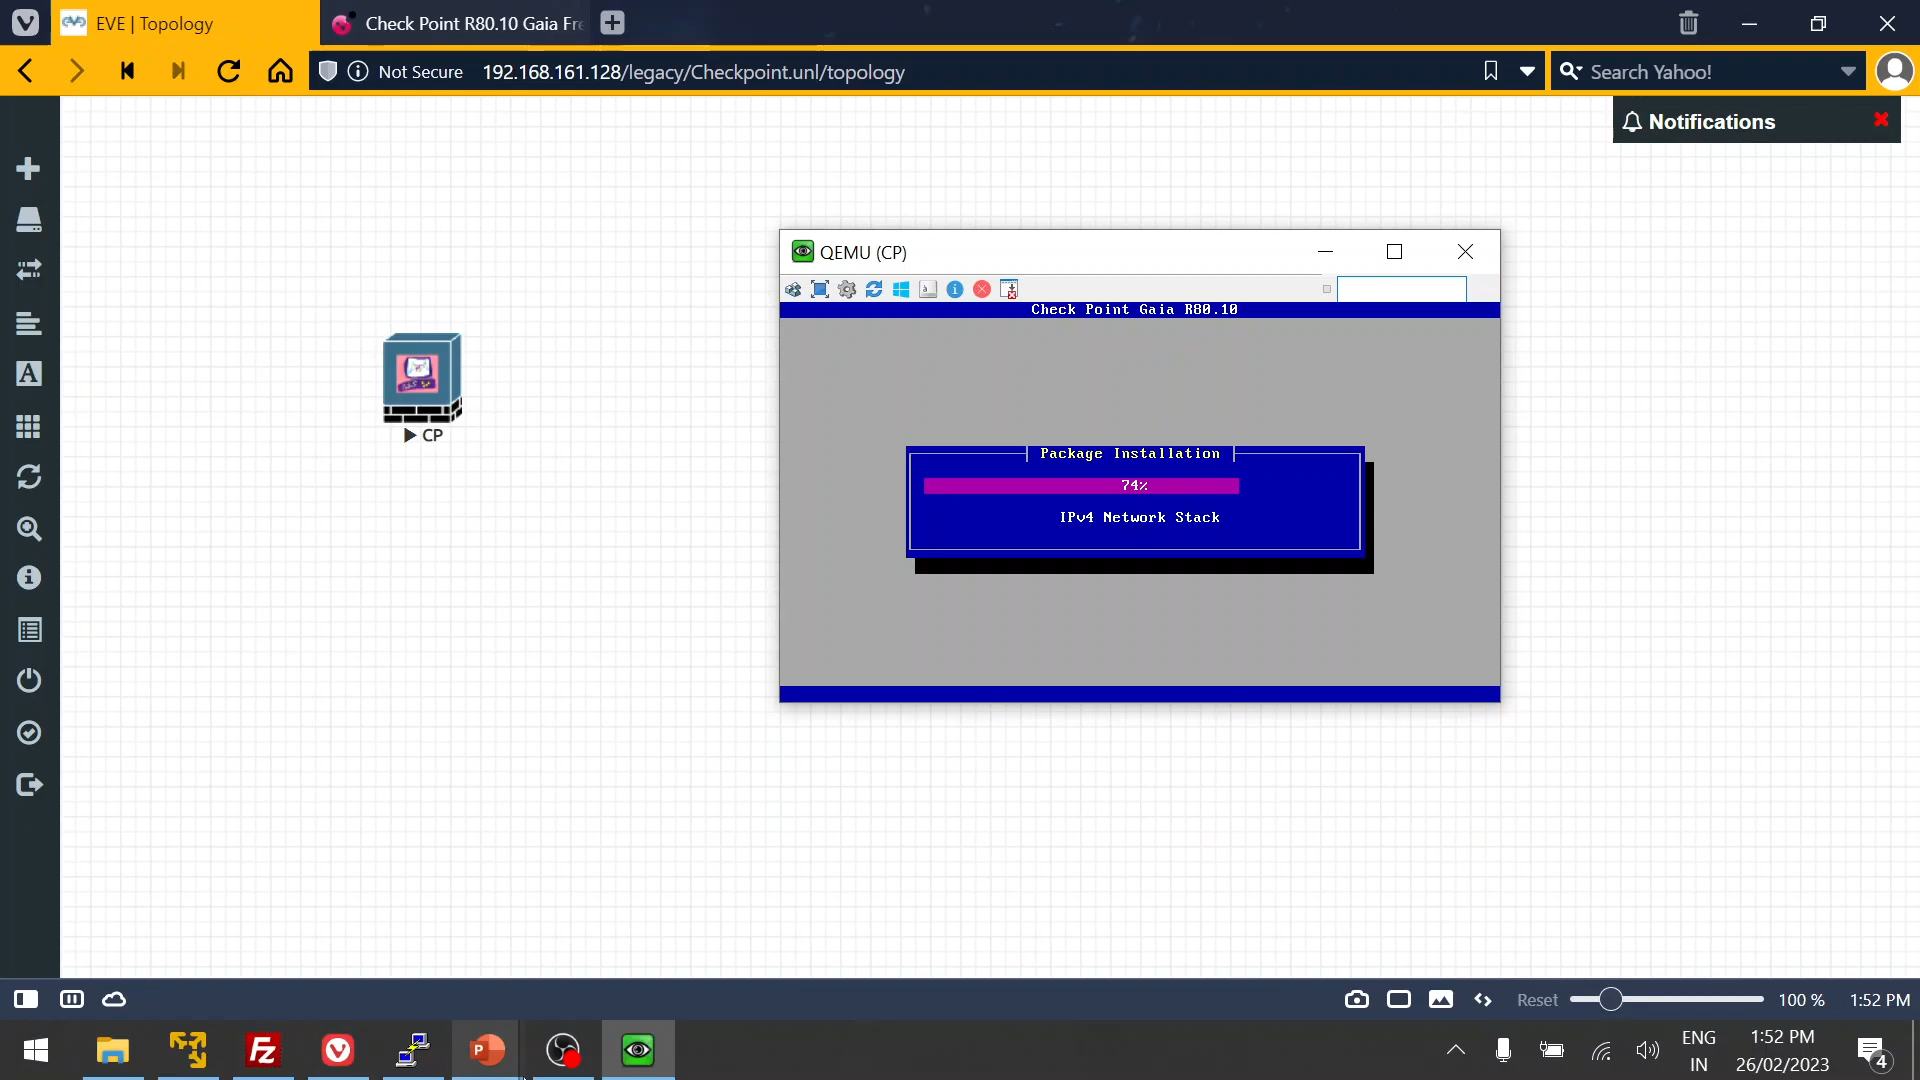 EVE | Topology
Check Point R80.10 Gaia Fre
Not Secure
192.168.161.128/legacy/Checkpoint.unl/topology
Search Yahoo!
Notifications
QEMU (CP)
Check Point Gaia R80.10
Package Installation
74%
IPv4 Network Stack
CP
Reset
100 %
1:52 PM
ENG
IN
1:52 PM
26/02/2023
4